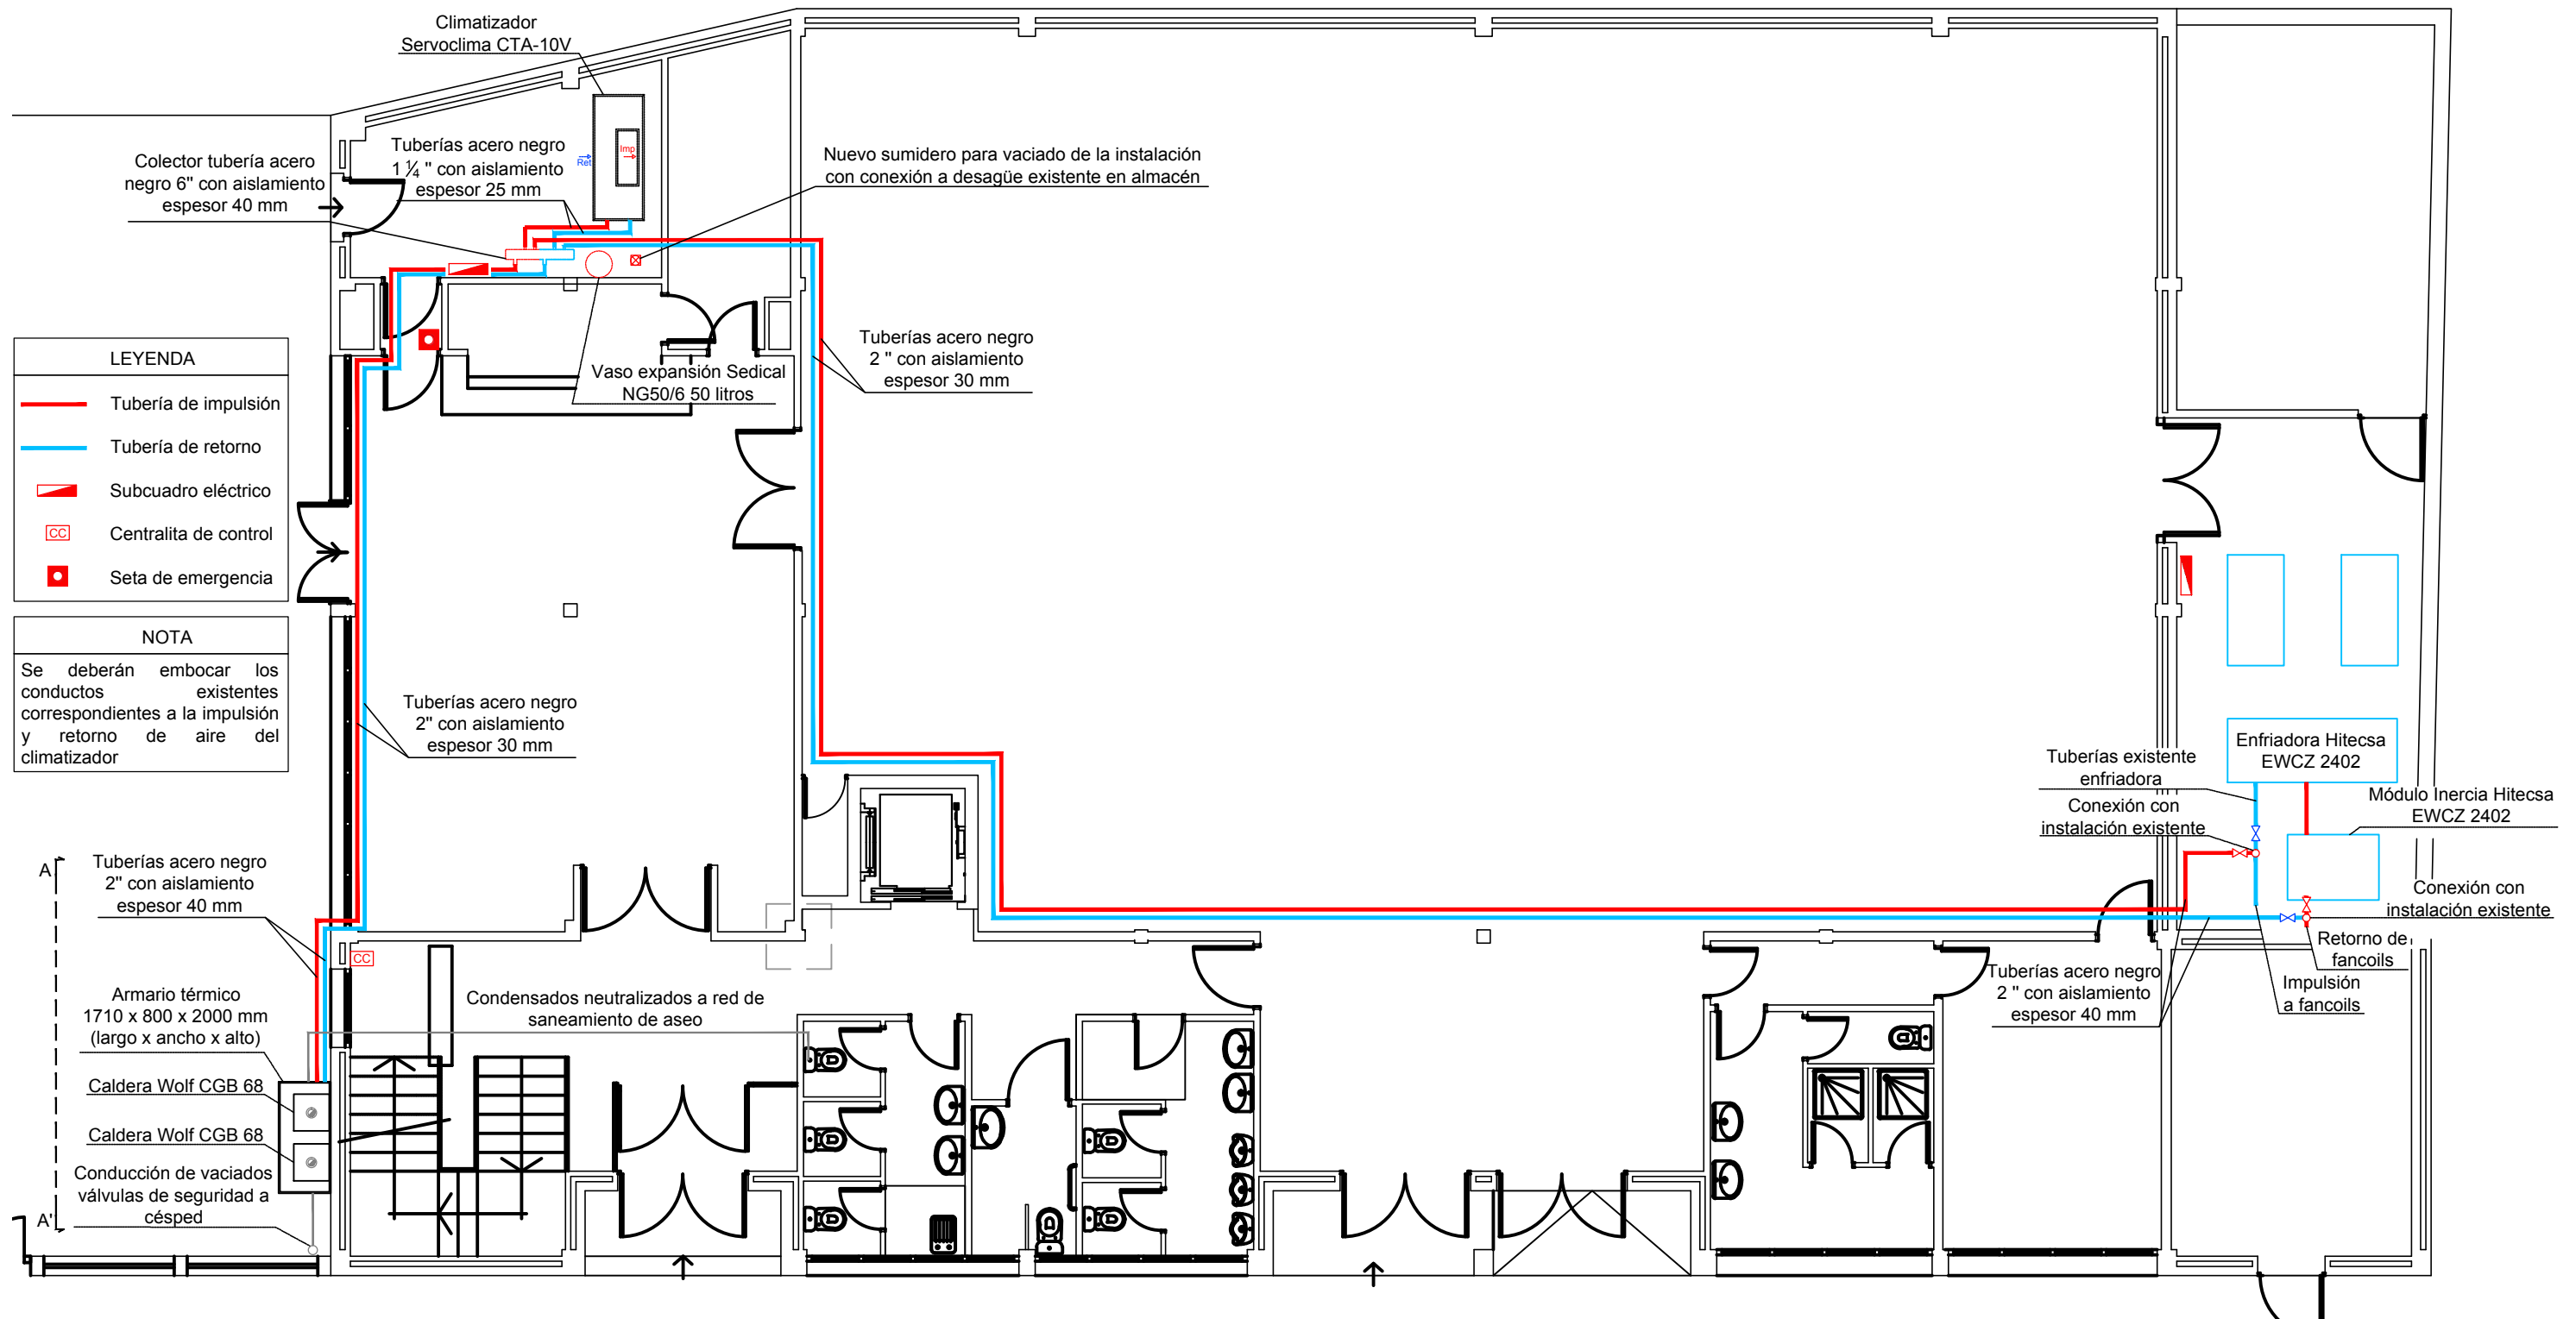 Climatizador
Servoclima CTA-10V
Colector tubería acero
negro 6" con aislamiento
espesor 40 mm
Tuberías acero negro
1 ¼ " con aislamiento
espesor 25 mm
Ret
Imp
Nuevo sumidero para vaciado de la instalación
con conexión a desagüe existente en almacén
LEYENDA
Tubería de impulsión
Tubería de retorno
Subcuadro eléctrico
CC
Centralita de control
Seta de emergencia
NOTA
Se deberán embocar los
conductos existentes
correspondientes a la impulsión
y retorno de aire del
climatizador
Vaso expansión Sedical
NG50/6 50 litros
Tuberías acero negro
2 " con aislamiento
espesor 30 mm
Tuberías acero negro
2" con aislamiento
espesor 30 mm
Enfriadora Hitecsa
EWCZ 2402
Tuberías existente
enfriadora
Conexión con
instalación existente
Módulo Inercia Hitecsa
EWCZ 2402
Conexión con
instalación existente
Retorno de
fancoils
Impulsión
a fancoils
Tuberías acero negro
2 " con aislamiento
espesor 40 mm
A
Tuberías acero negro
2" con aislamiento
espesor 40 mm
CC
Condensados neutralizados a red de
saneamiento de aseo
Armario térmico
1710 x 800 x 2000 mm
(largo x ancho x alto)
Caldera Wolf CGB 68
Caldera Wolf CGB 68
Conducción de vaciados
válvulas de seguridad a
césped
A'